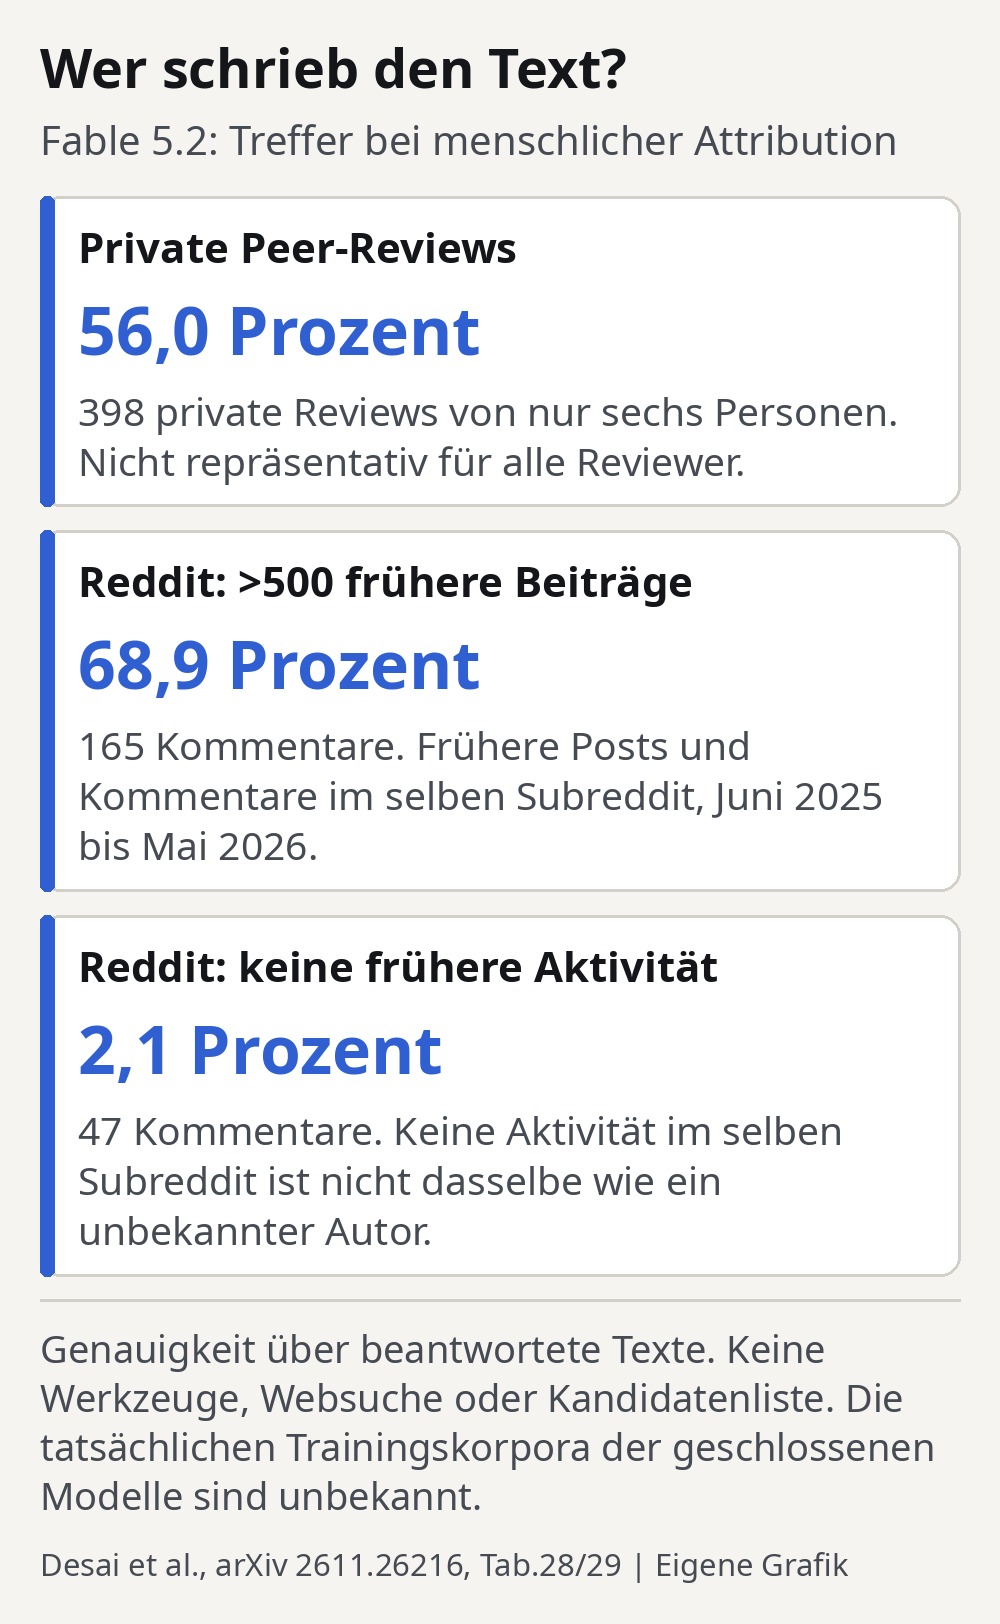 Wer schrieb den Text?
Fable 5.2: Treffer bei menschlicher Attribution
Private Peer-Reviews
56,0 Prozent
398 private Reviews von nur sechs Personen.
Nicht repräsentativ für alle Reviewer.
Reddit: >500 frühere Beiträge
68,9 Prozent
165 Kommentare. Frühere Posts und
Kommentare im selben Subreddit, Juni 2025
bis Mai 2026.
Reddit: keine frühere Aktivität
2,1 Prozent
47 Kommentare. Keine Aktivität im selben
Subreddit ist nicht dasselbe wie ein
unbekannter Autor.
Genauigkeit über beantwortete Texte. Keine
Werkzeuge, Websuche oder Kandidatenliste. Die
tatsächlichen Trainingskorpora der geschlossenen
Modelle sind unbekannt.
Desai et al., arXiv 2611.26216, Tab.28/29 | Eigene Grafik